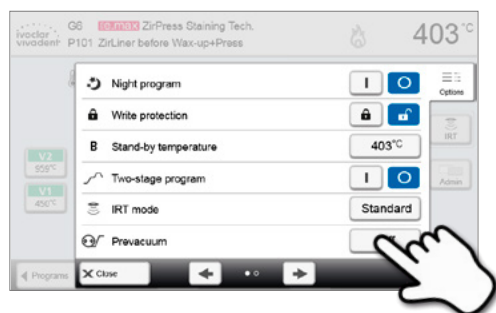 ivoclar vivadent
G6 IPS e.max ZirPress Staining Tech.
P101 ZirLiner before Wax-up+Press
403°C
Night program I O
Options
Write protection
IRT
B Stand-by temperature 403°C
V2
959°C
Two-stage program I O
Admin
V1
450°C
IRT mode Standard
Prevacuum
Programs
Close